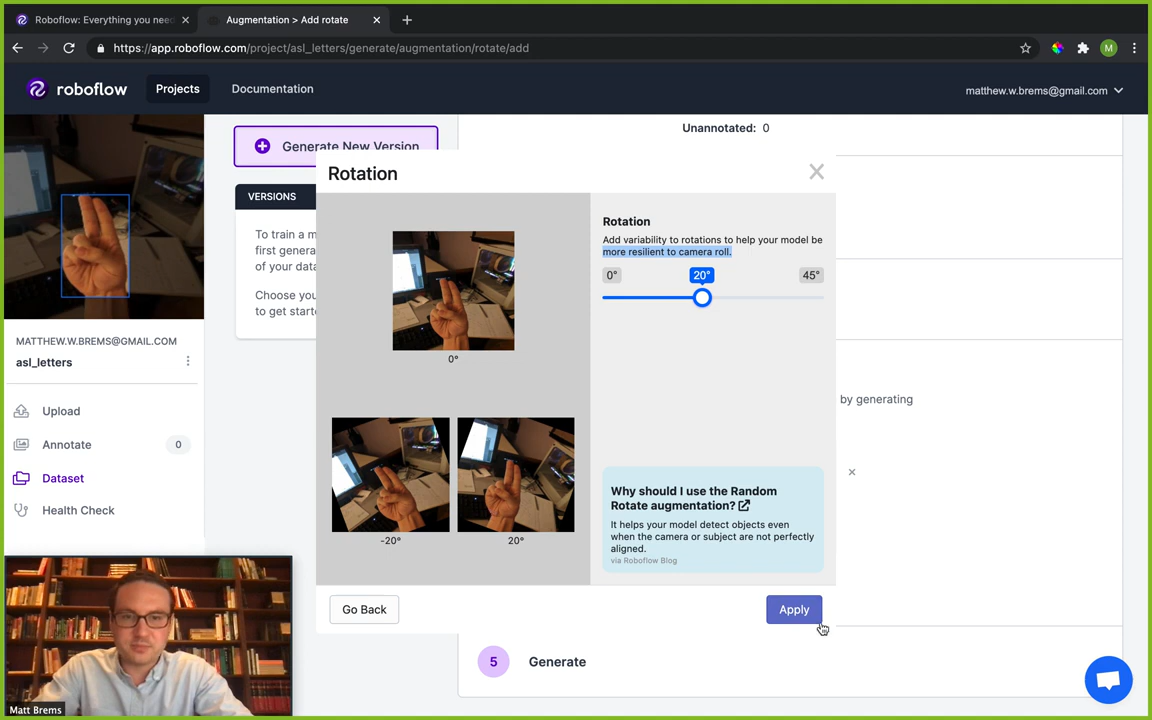 Roboflow: Everything you nee
Augmentation > Add rotate
https://app.roboflow.com/project/asl_letters/generate/augmentation/rotate/add
M
roboflow
Projects
Documentation
matthew.w.brems@gmail.com
MATTHEW.W.BREMS@GMAIL.COM
asl_letters
Upload
Annotate
0
Dataset
Health Check
Generate New Version
VERSIONS
To train a m
first genera
of your data
Choose you
to get starte
Unannotated: 0
Rotation
0°
-20°
20°
Rotation
Add variability to rotations to help your model be
more resilient to camera roll.
0°
20°
45°
Why should I use the Random
Rotate augmentation?
It helps your model detect objects even
when the camera or subject are not perfectly
aligned.
via Roboflow Blog
Go Back
Apply
by generating
5
Generate
Matt Brems